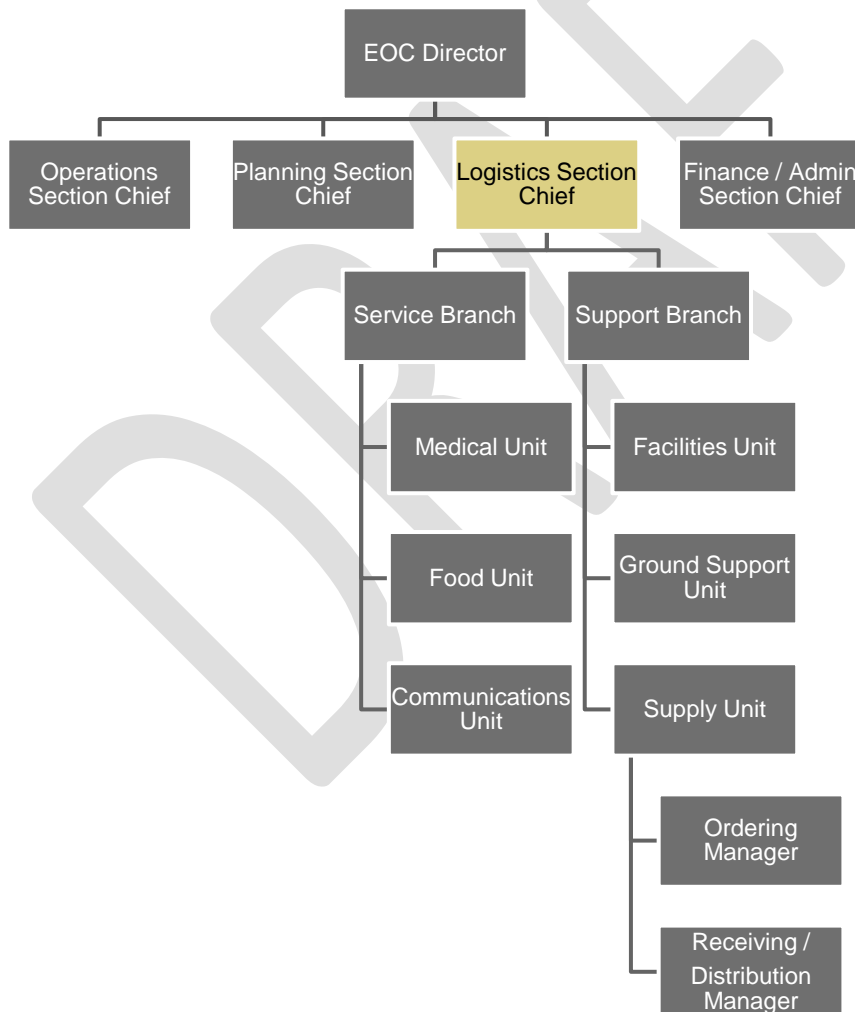 EOC Director
Operations
Section Chief
Planning Section
Chief
Logistics Section
Chief
Finance / Admin
Section Chief
Service Branch
Support Branch
Medical Unit
Facilities Unit
Food Unit
Ground Support
Unit
Communications
Unit
Supply Unit
Ordering
Manager
Receiving /
Distribution
Manager
DRAF